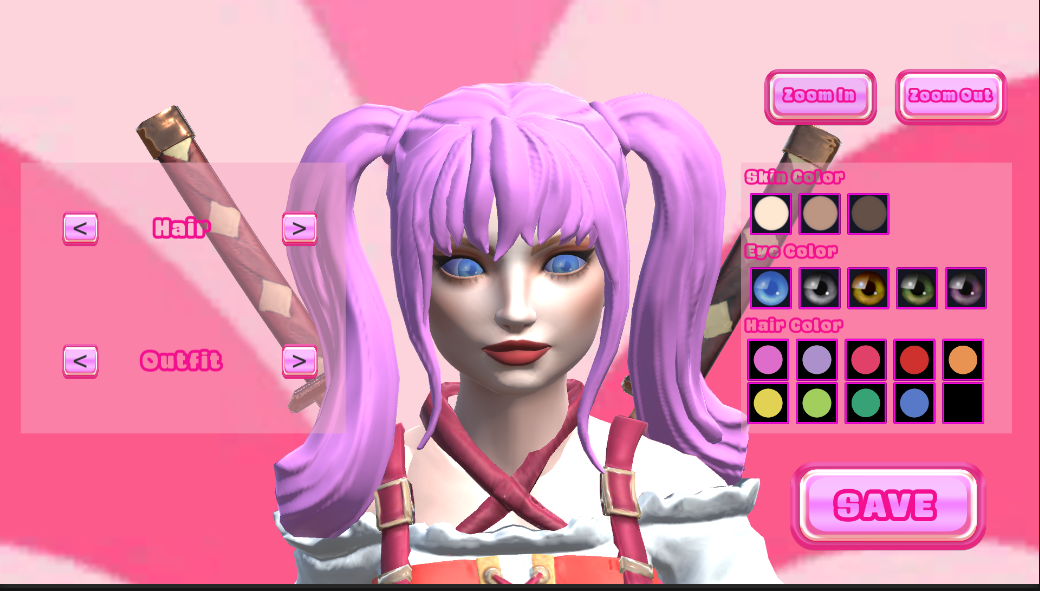 Zoom In
Zoom Out
Skin Color
< Hair >
Eye Color
Hair Color
< Outfit >
SAVE